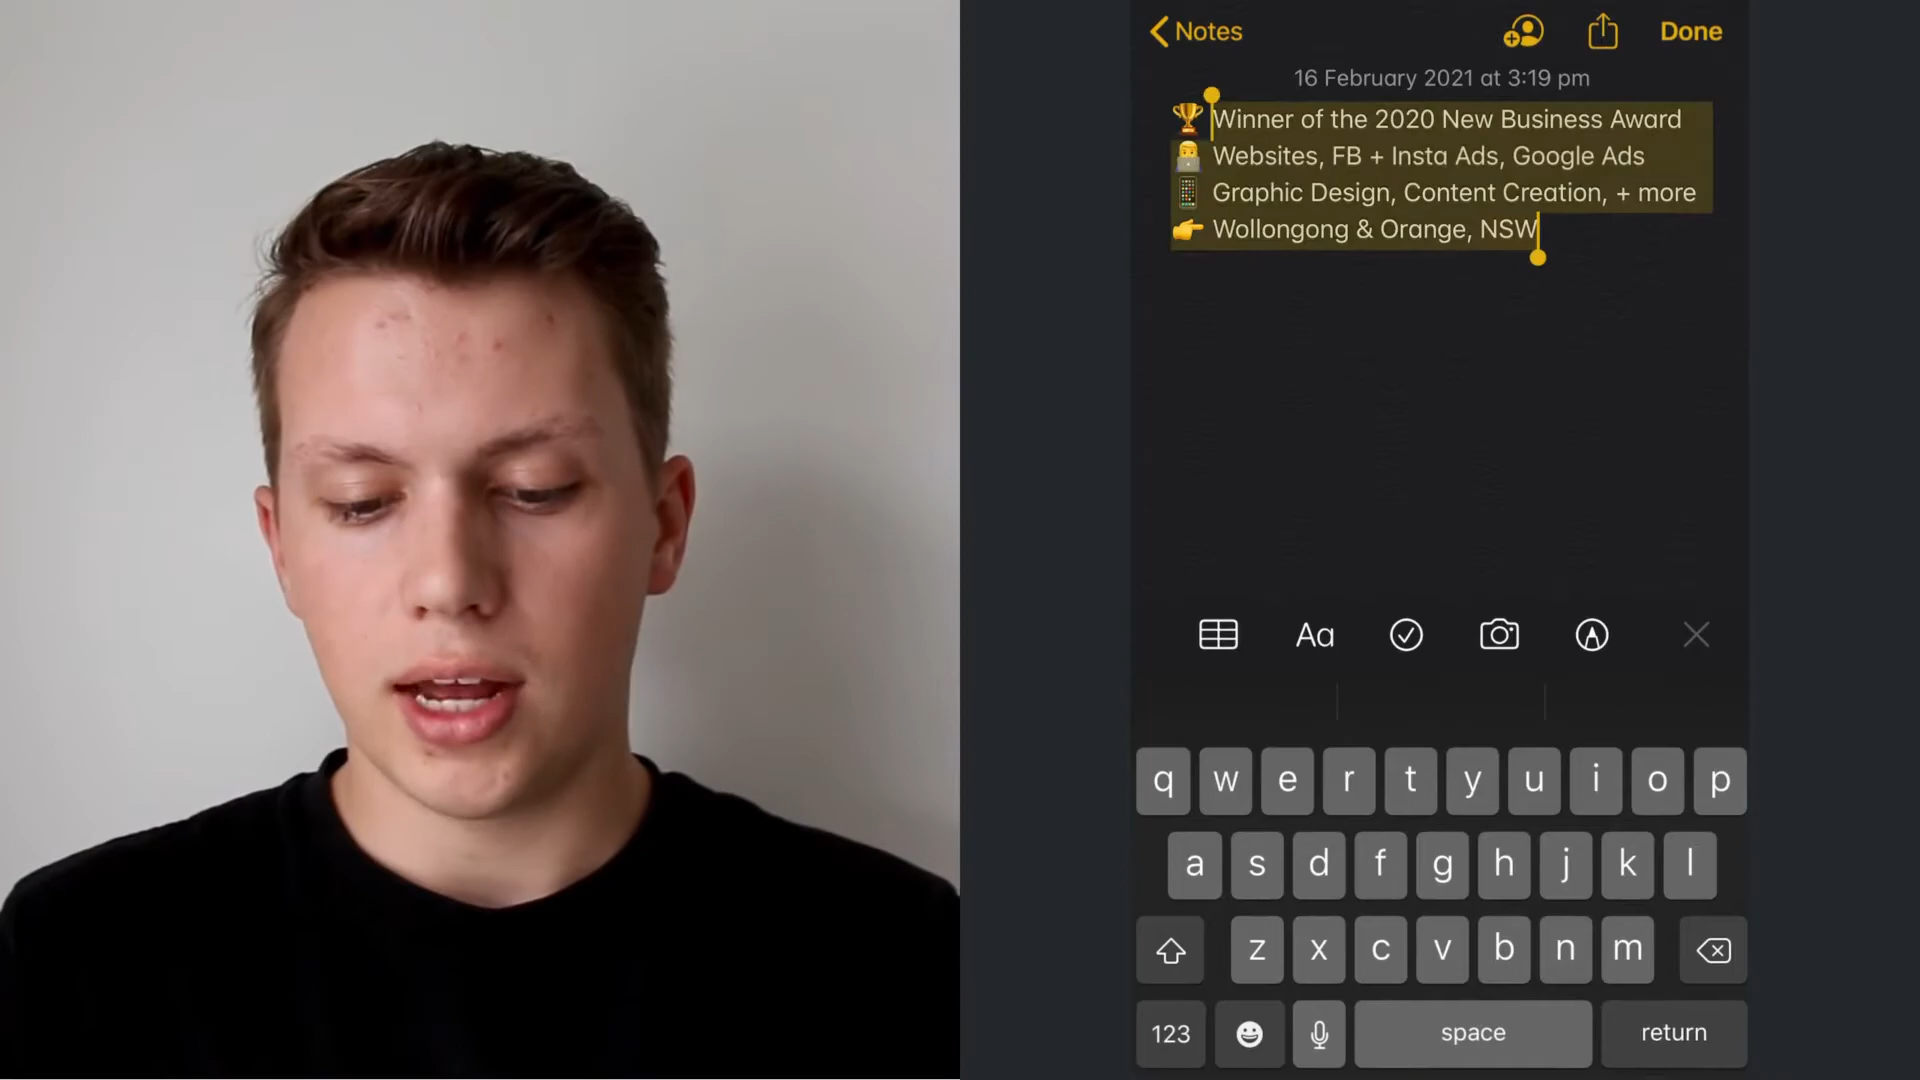 Notes
Done
16 February 2021 at 3:19 pm
🏆 Winner of the 2020 New Business Award
👨‍💻 Websites, FB + Insta Ads, Google Ads
📱 Graphic Design, Content Creation, + more
👉 Wollongong & Orange, NSW
Aa
q w e r t y u i o p
a s d f g h j k l
z x c v b n m
123 space return